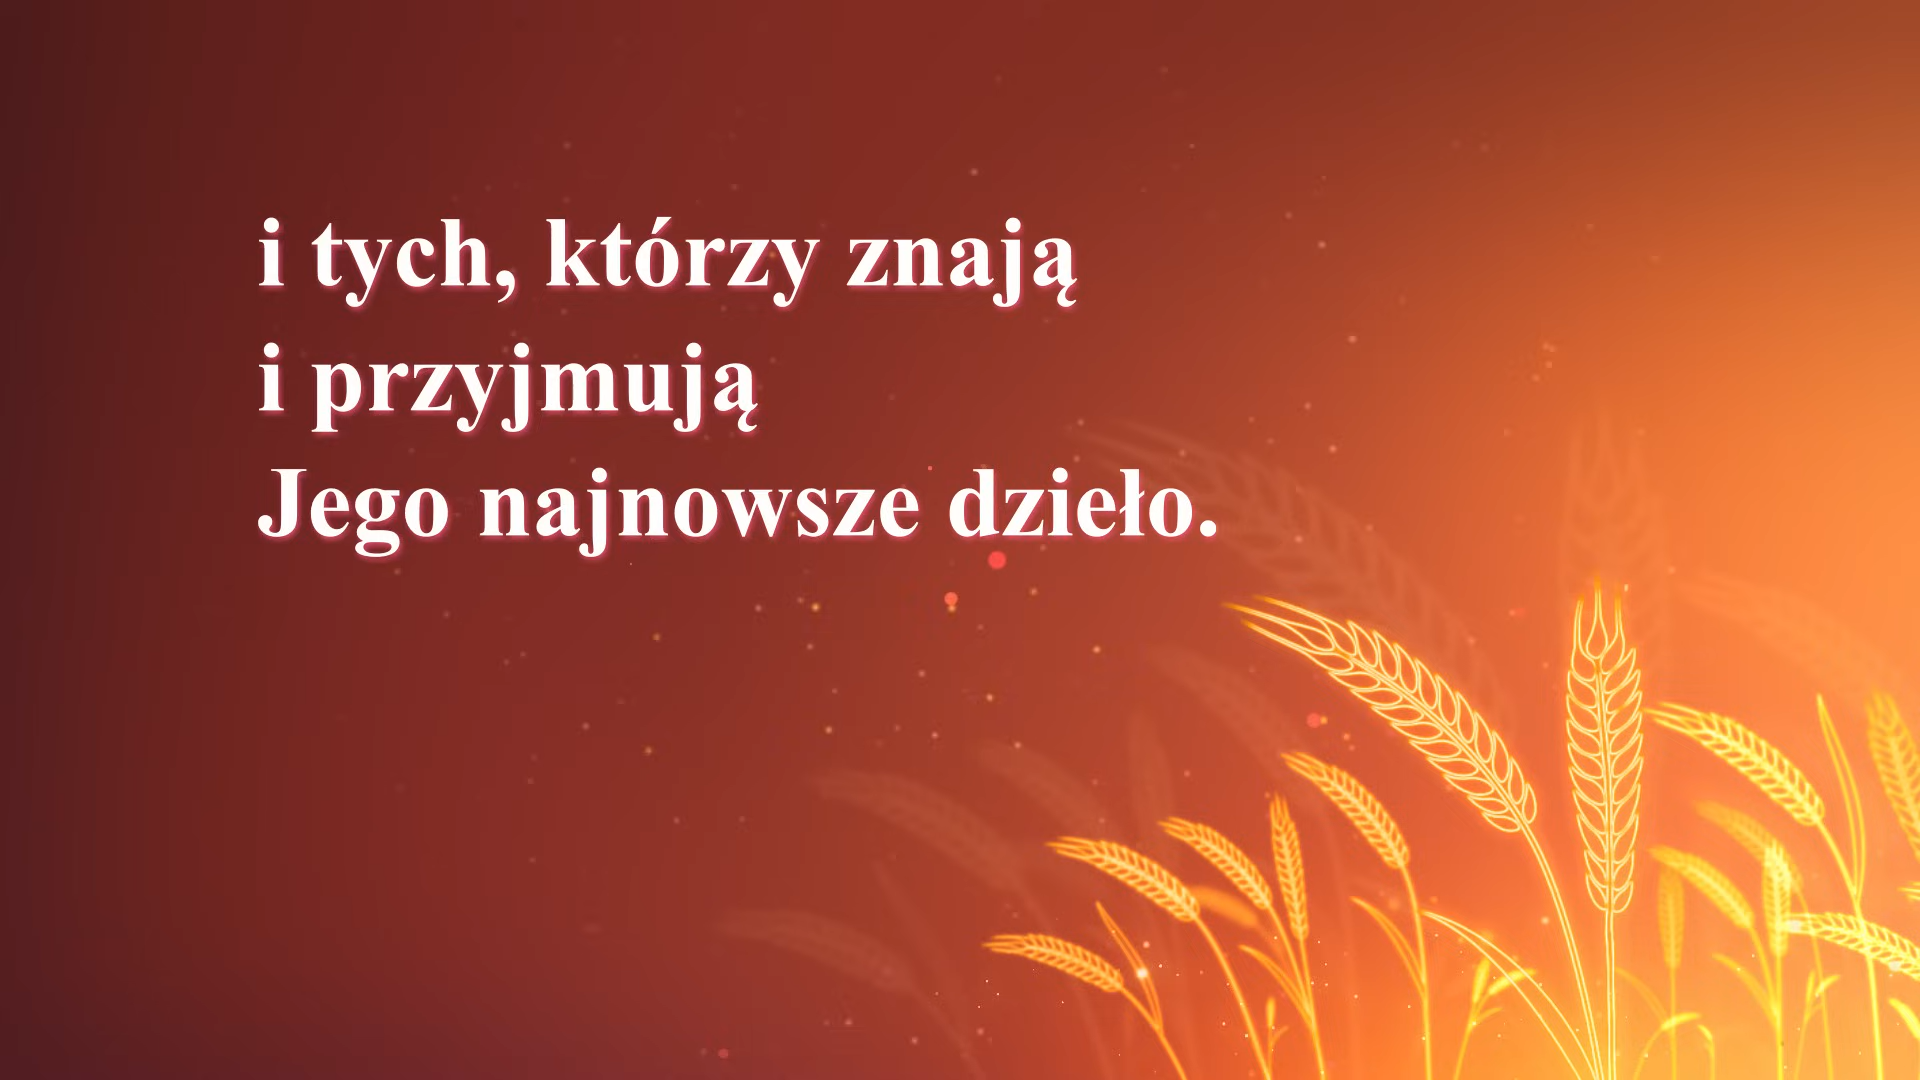 i tych, którzy znają
i przyjmują
Jego najnowsze dzieło.